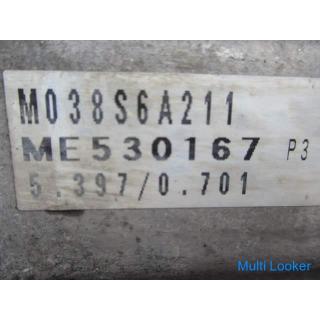 M038S6A211
ME530167 P3
5.397/0.701
Multi Looker